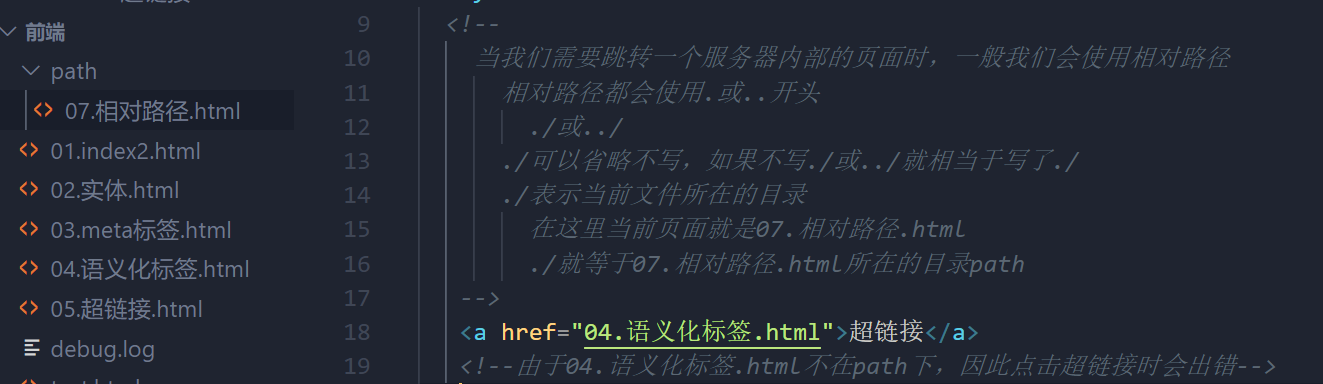 前端
path
07.相对路径.html
01.index2.html
02.实体.html
03.meta标签.html
04.语义化标签.html
05.超链接.html
debug.log
9 <!--
10 当我们需要跳转一个服务器内部的页面时，一般我们会使用相对路径
11 相对路径都会使用.或..开头
12 ./或../
13 ./可以省略不写，如果不写./或../就相当于写了./
14 ./表示当前文件所在的目录
15 在这里当前页面就是07.相对路径.html
16 ./就等于07.相对路径.html所在的目录path
17 -->
18 <a href="04.语义化标签.html">超链接</a>
19 <!--由于04.语义化标签.html不在path下，因此点击超链接时会出错-->